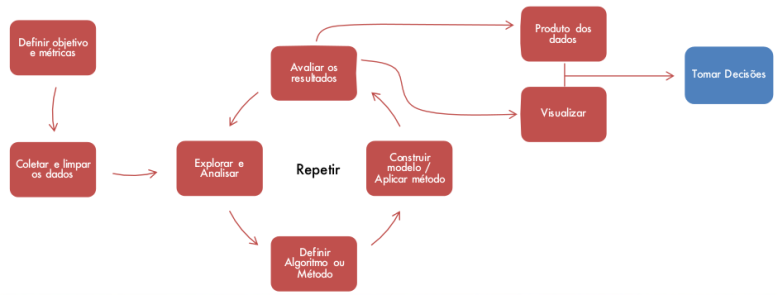 Definir objetivo
e métricas
Coletar e limpar
os dados
Explorar e
Analisar
Definir
Algoritmo ou
Método
Construir
modelo /
Aplicar método
Avaliar os
resultados
Repetir
Produto dos
dados
Visualizar
Tomar Decisões